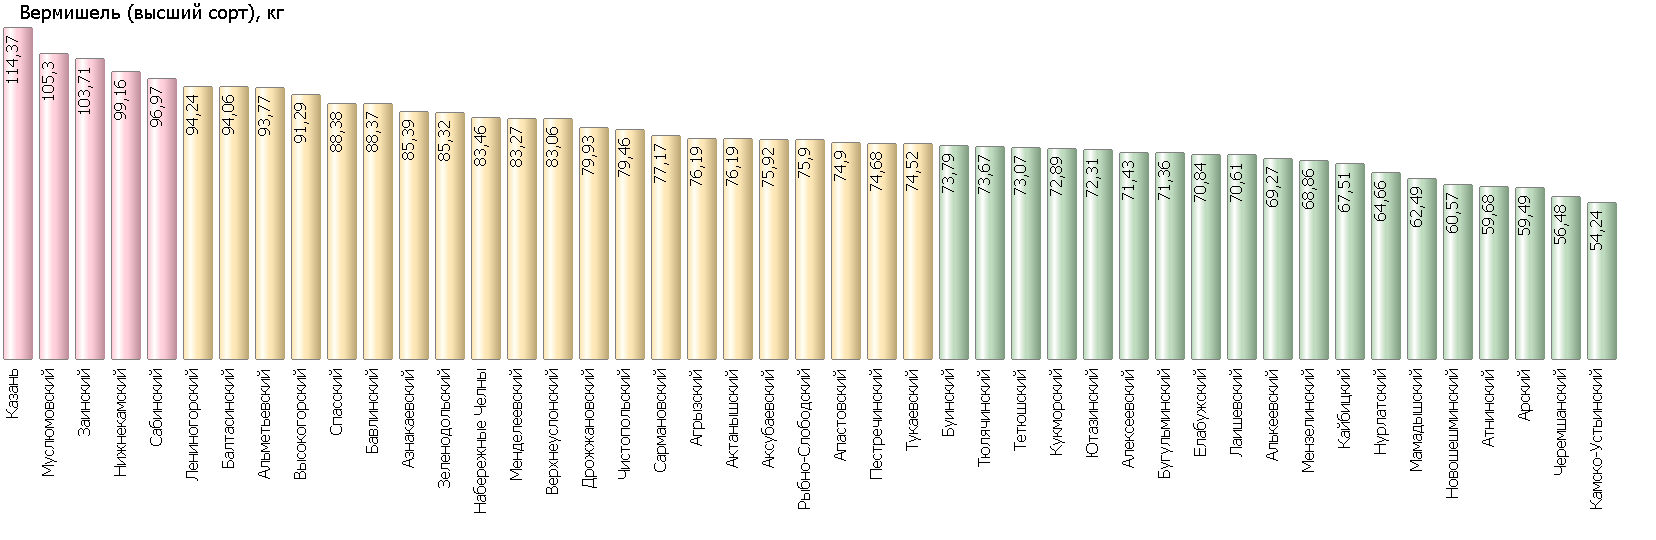 Вермишель (высший сорт), кг
114,37
105,3
103,71
99,16
96,97
94,24
94,06
93,77
91,29
88,38
88,37
85,39
85,32
83,46
83,27
83,06
79,93
79,46
77,17
76,19
76,19
75,92
75,9
74,9
74,68
74,52
73,79
73,67
73,07
72,89
72,31
71,43
71,36
70,84
70,61
69,27
68,86
67,51
64,66
62,49
60,57
59,68
59,49
56,48
54,24
Казань
Муслюмовский
Заинский
Нижнекамский
Сабинский
Лениногорский
Балтасинский
Альметьевский
Высокогорский
Спасский
Бавлинский
Азнакаевский
Зеленодольский
Набережные Челны
Менделеевский
Верхнеуслонский
Дрожжановский
Чистопольский
Сармановский
Агрызский
Актанышский
Аксубаевский
Рыбно-Слободский
Апастовский
Пестречинский
Тукаевский
Буинский
Тюлячинский
Тетюшский
Кукморский
Ютазинский
Алексеевский
Бугульминский
Елабужский
Лаишевский
Алькеевский
Мензелинский
Кайбицкий
Нурлатский
Мамадышский
Новошешминский
Атнинский
Арский
Черемшанский
Камско-Устьинский